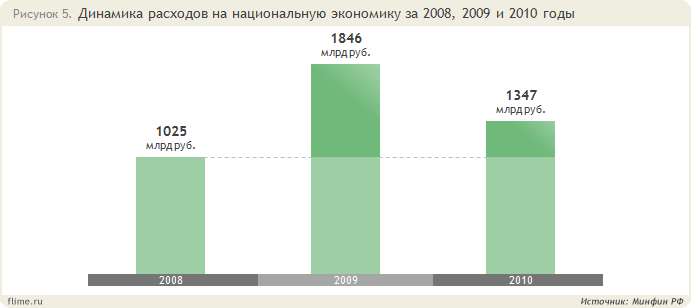 Рисунок 5. Динамика расходов на национальную экономику за 2008, 2009 и 2010 годы
1846
млрд руб.
1347
млрд руб.
1025
млрд руб.
2008 2009 2010
flime.ru Источник: Минфин РФ